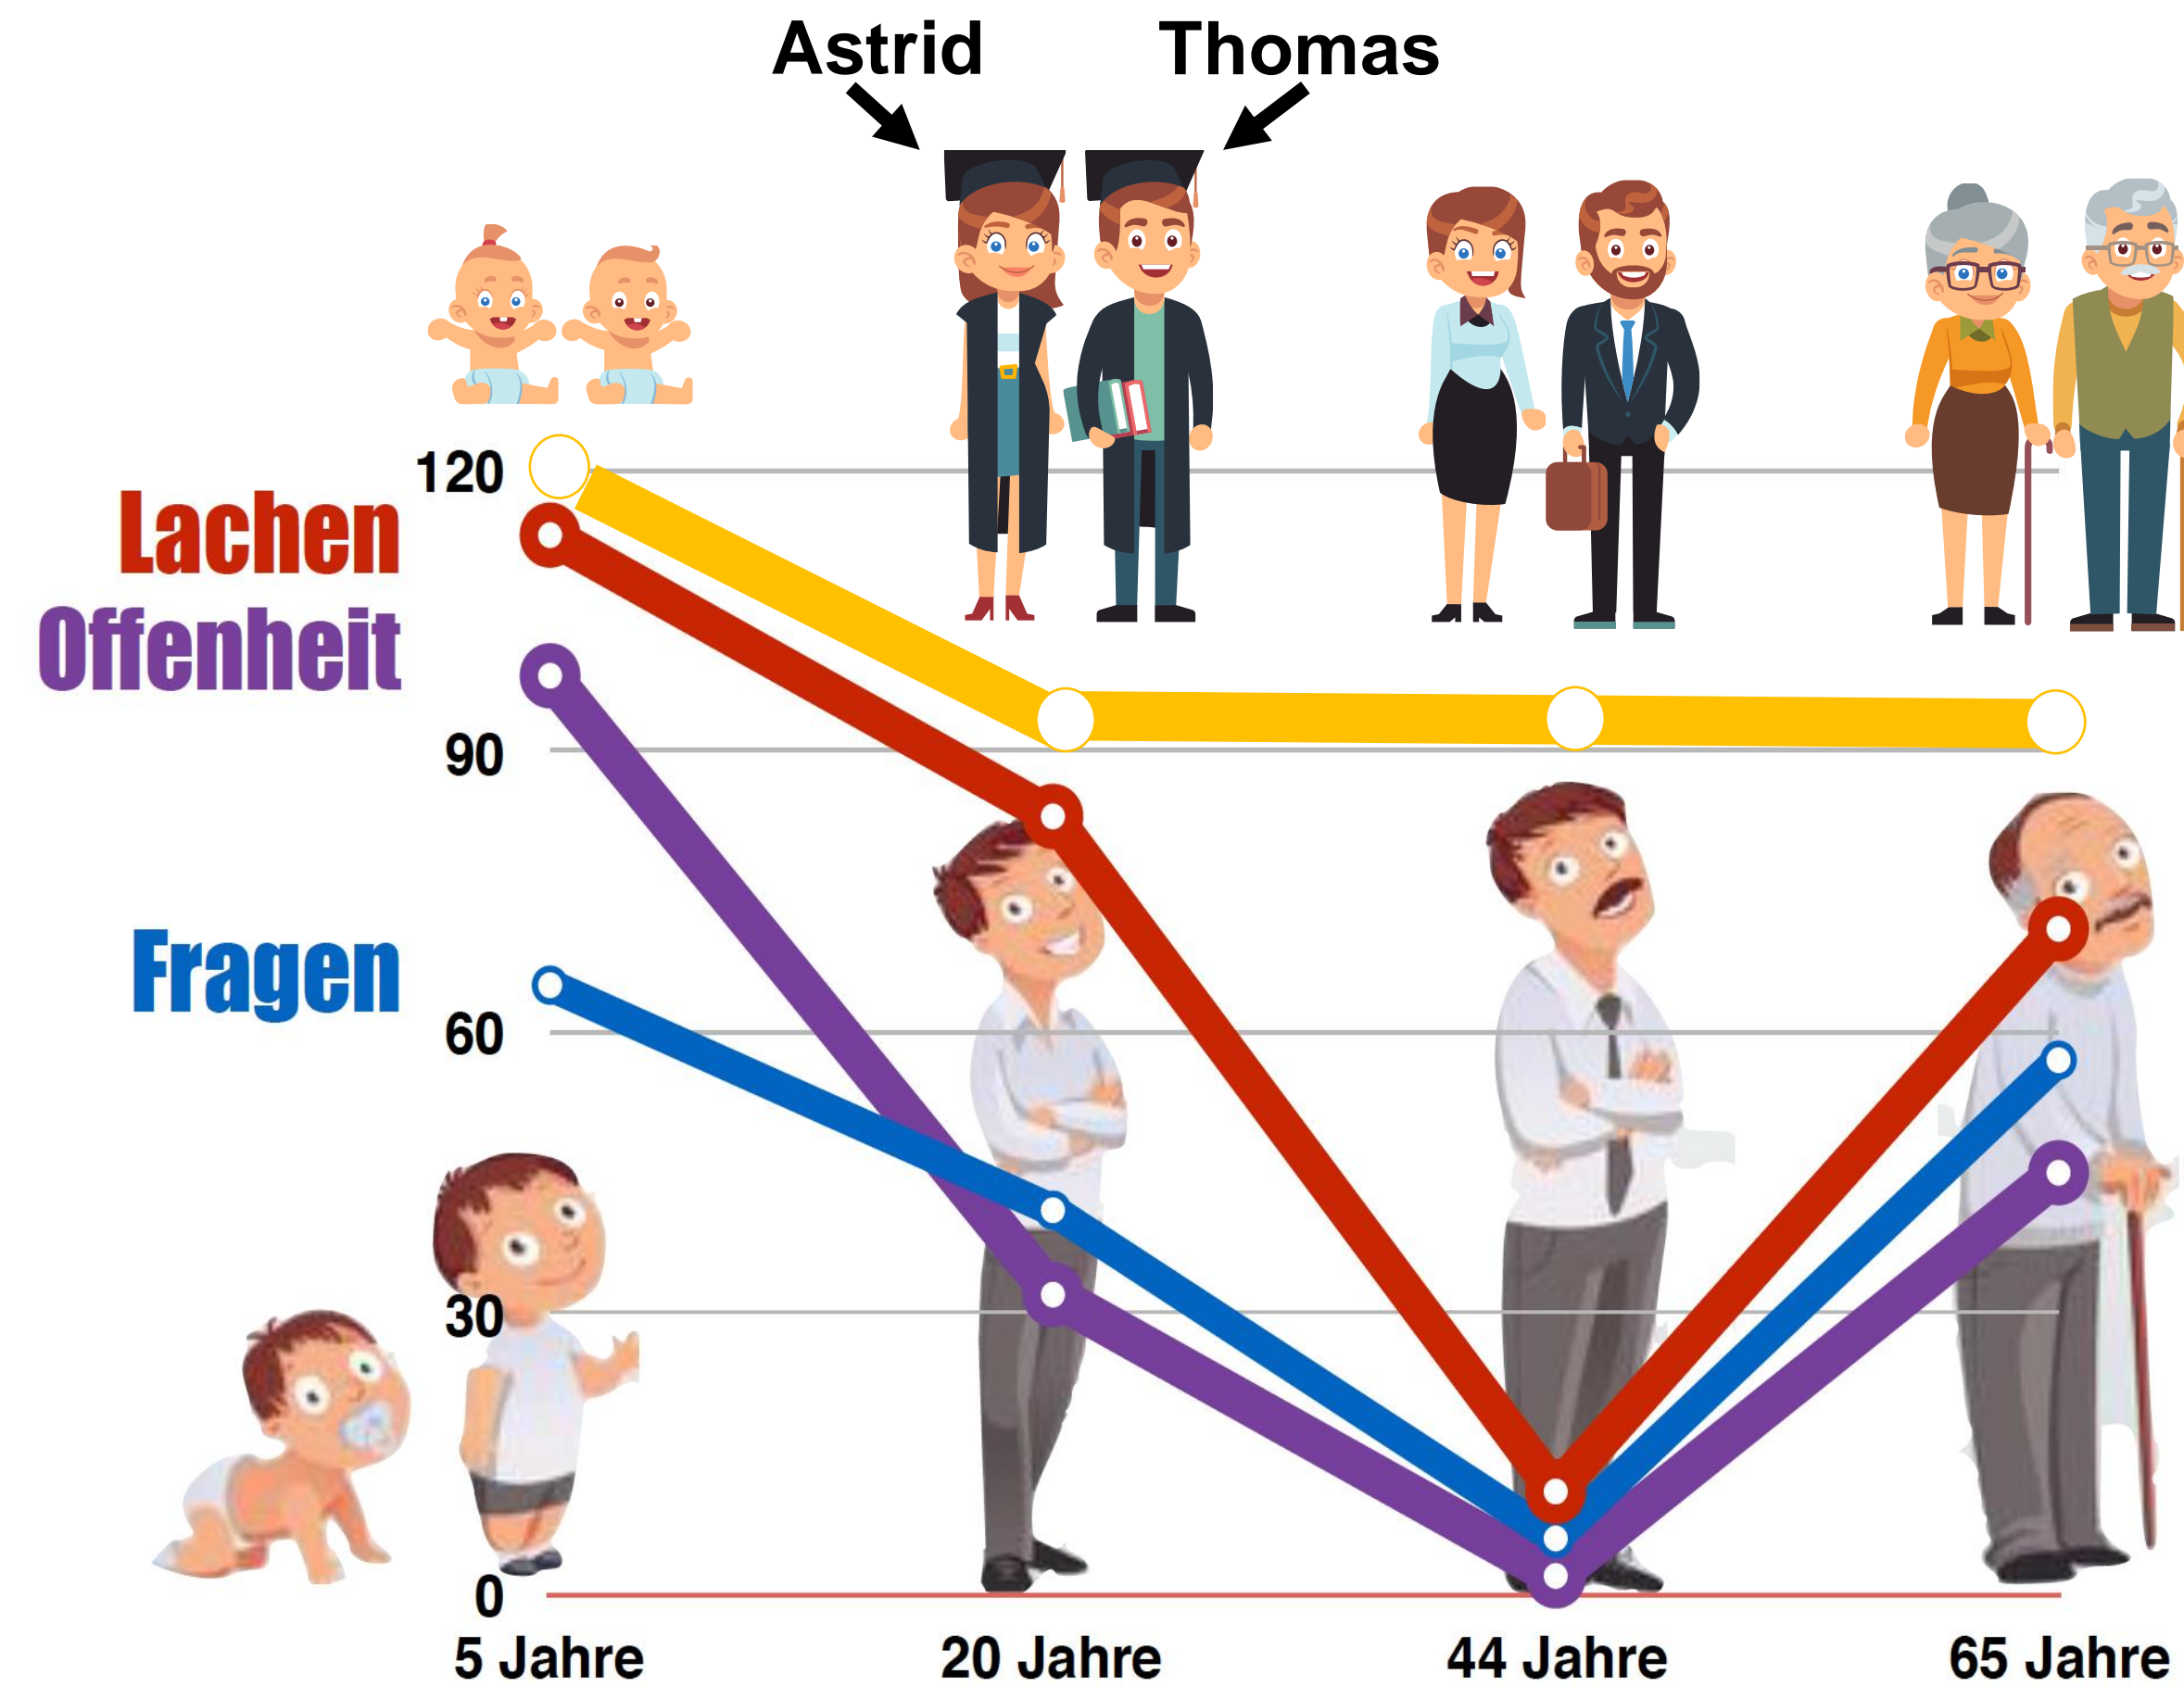 Astrid Thomas
120
Lachen
Offenheit
90
Fragen
60
30
0
5 Jahre 20 Jahre 44 Jahre 65 Jahre